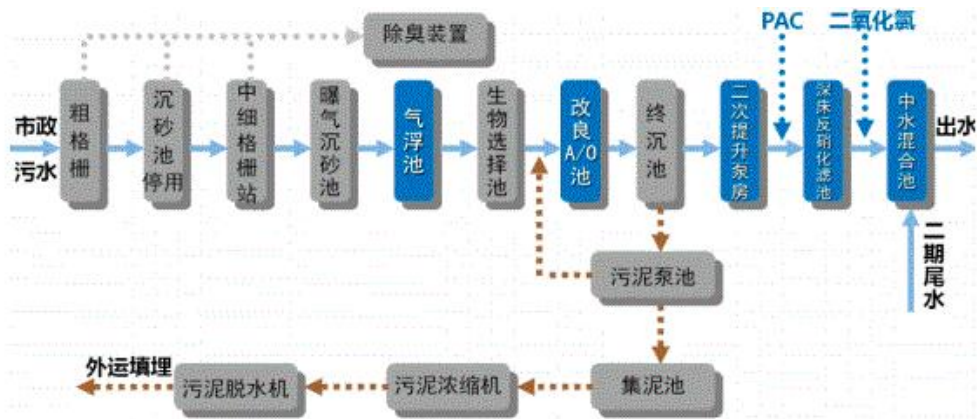 除臭装置
PAC
二氧化氯
市政
污水
粗格栅
沉砂池
停用
中细格栅站
曝气沉砂池
气浮池
生物选择池
改良
A/O
池
终沉池
二次提升泵房
深床反硝化滤池
中水混合池
出水
二期尾水
污泥泵池
外运填埋
污泥脱水机
污泥浓缩机
集泥池